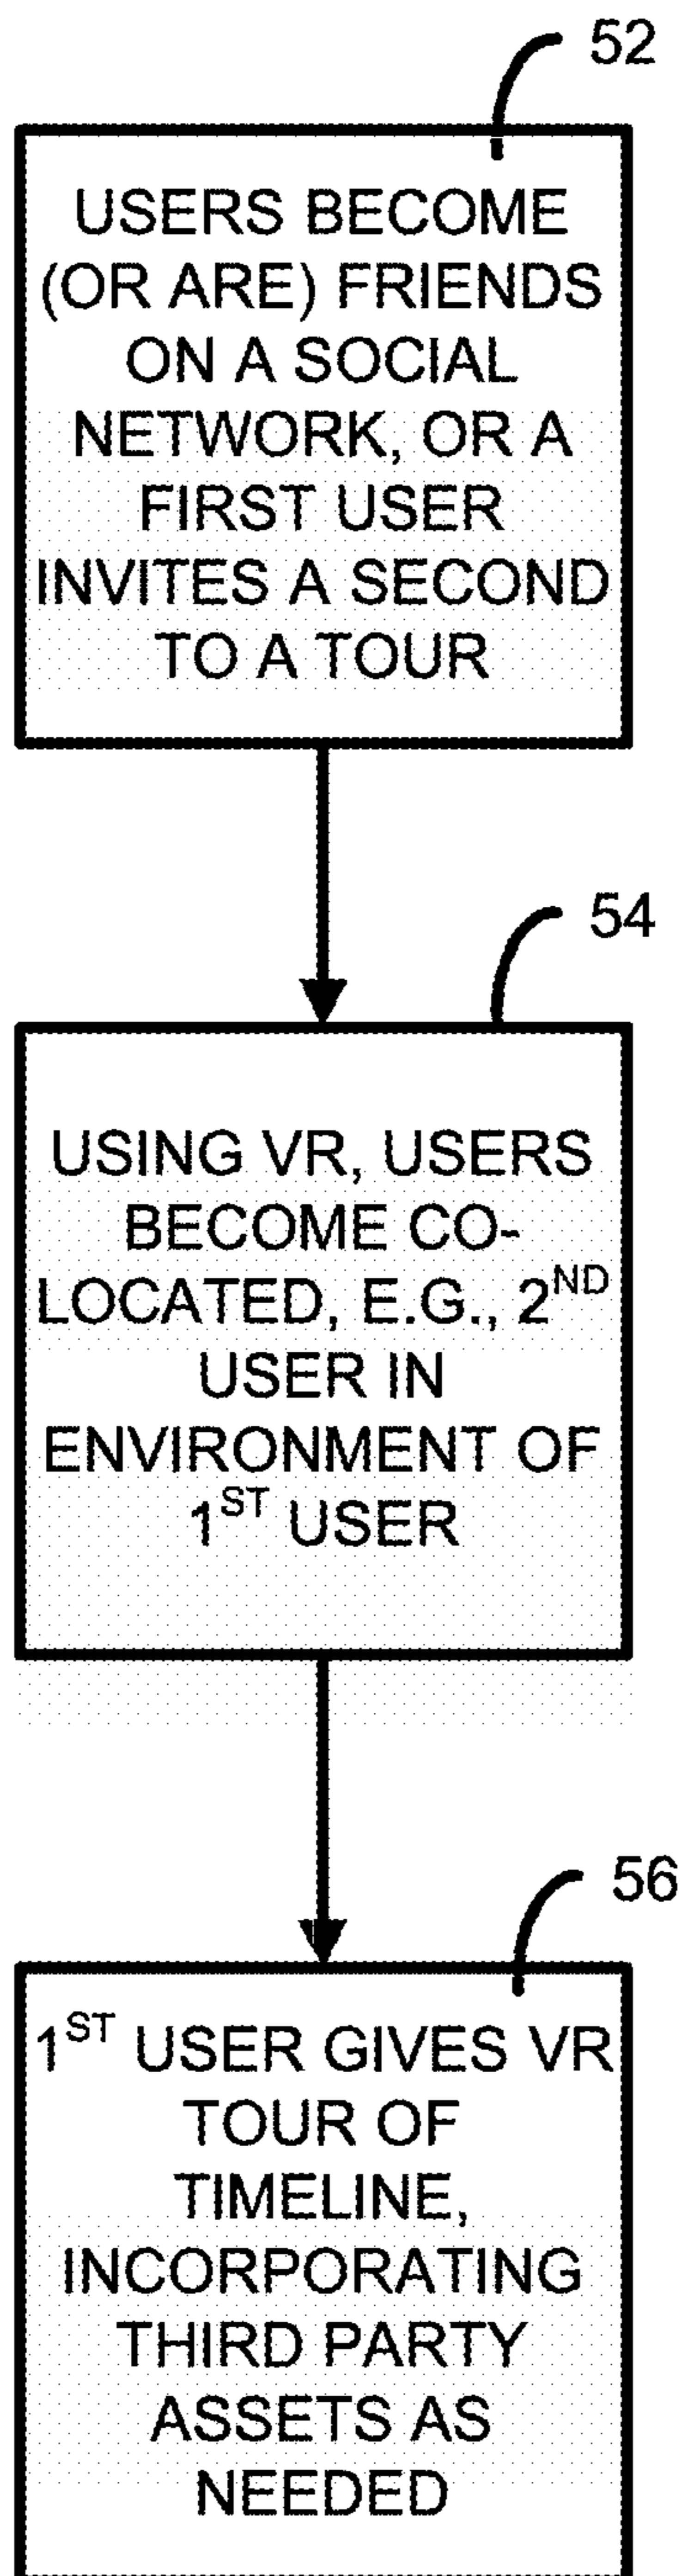 52
USERS BECOME
(OR ARE) FRIENDS
ON A SOCIAL
NETWORK, OR A
FIRST USER
INVITES A SECOND
TO A TOUR
54
USING VR, USERS
BECOME CO-
LOCATED, E.G., 2ND
USER IN
ENVIRONMENT OF
1ST USER
56
1ST USER GIVES VR
TOUR OF
TIMELINE,
INCORPORATING
THIRD PARTY
ASSETS AS
NEEDED